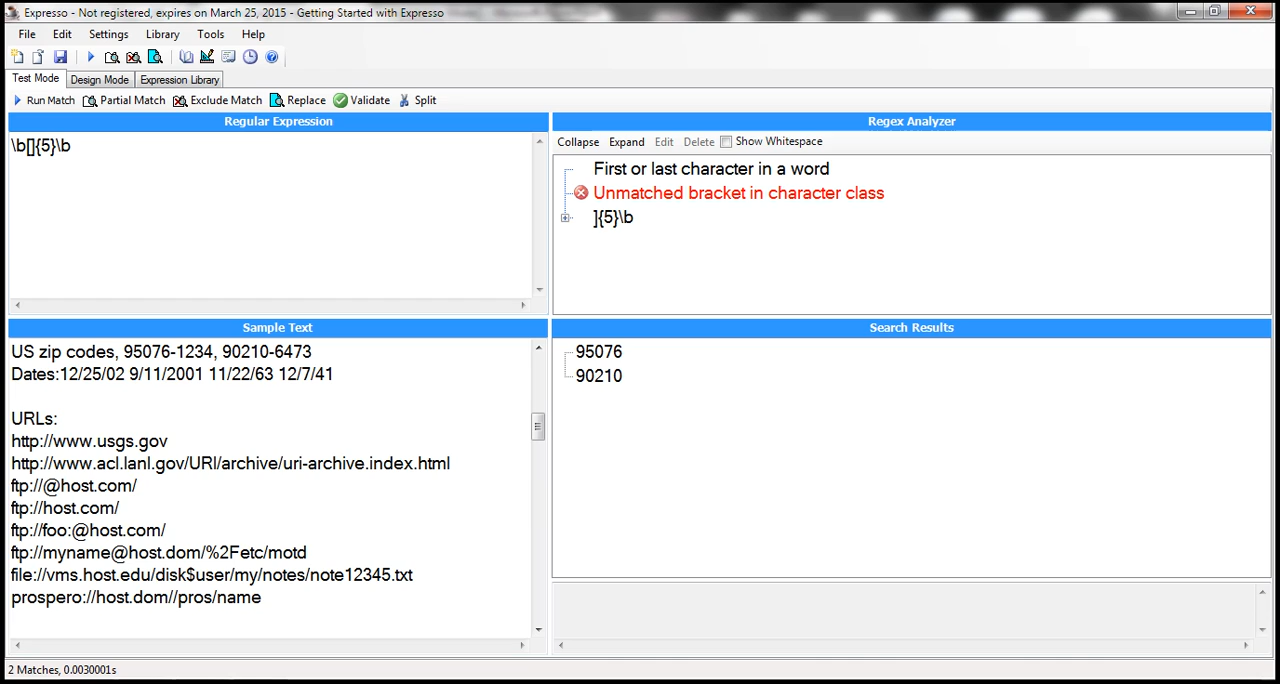 Expresso - Not registered, expires on March 25, 2015 - Getting Started with Expresso
File Edit Settings Library Tools Help
Test Mode Design Mode Expression Library
Run Match Partial Match Exclude Match Replace Validate Split
Regular Expression
\b[]{5}\b
Regex Analyzer
Collapse Expand Edit Delete Show Whitespace
First or last character in a word
Unmatched bracket in character class
]{5}\b
Sample Text
US zip codes, 95076-1234, 90210-6473
Dates:12/25/02 9/11/2001 11/22/63 12/7/41
URLs:
http://www.usgs.gov
http://www.acl.lanl.gov/URI/archive/uri-archive.index.html
ftp://@host.com/
ftp://host.com/
ftp://foo:@host.com/
ftp://myname@host.dom/%2Fetc/motd
file://vms.host.edu/disk$user/my/notes/note12345.txt
prospero://host.dom//pros/name
Search Results
95076
90210
2 Matches, 0.0030001s